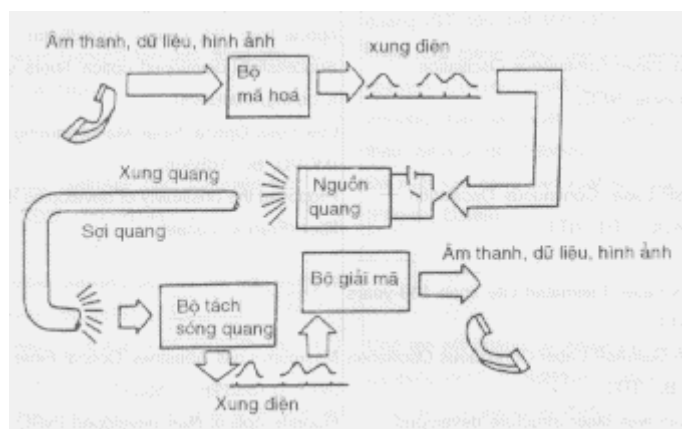 Âm thanh, dữ liệu, hình ảnh
Bộ
mã hoá
xung điện
Xung quang
Sợi quang
Nguồn
quang
Âm thanh, dữ liệu, hình ảnh
Bộ giải mã
Bộ tách
sóng quang
Xung điện